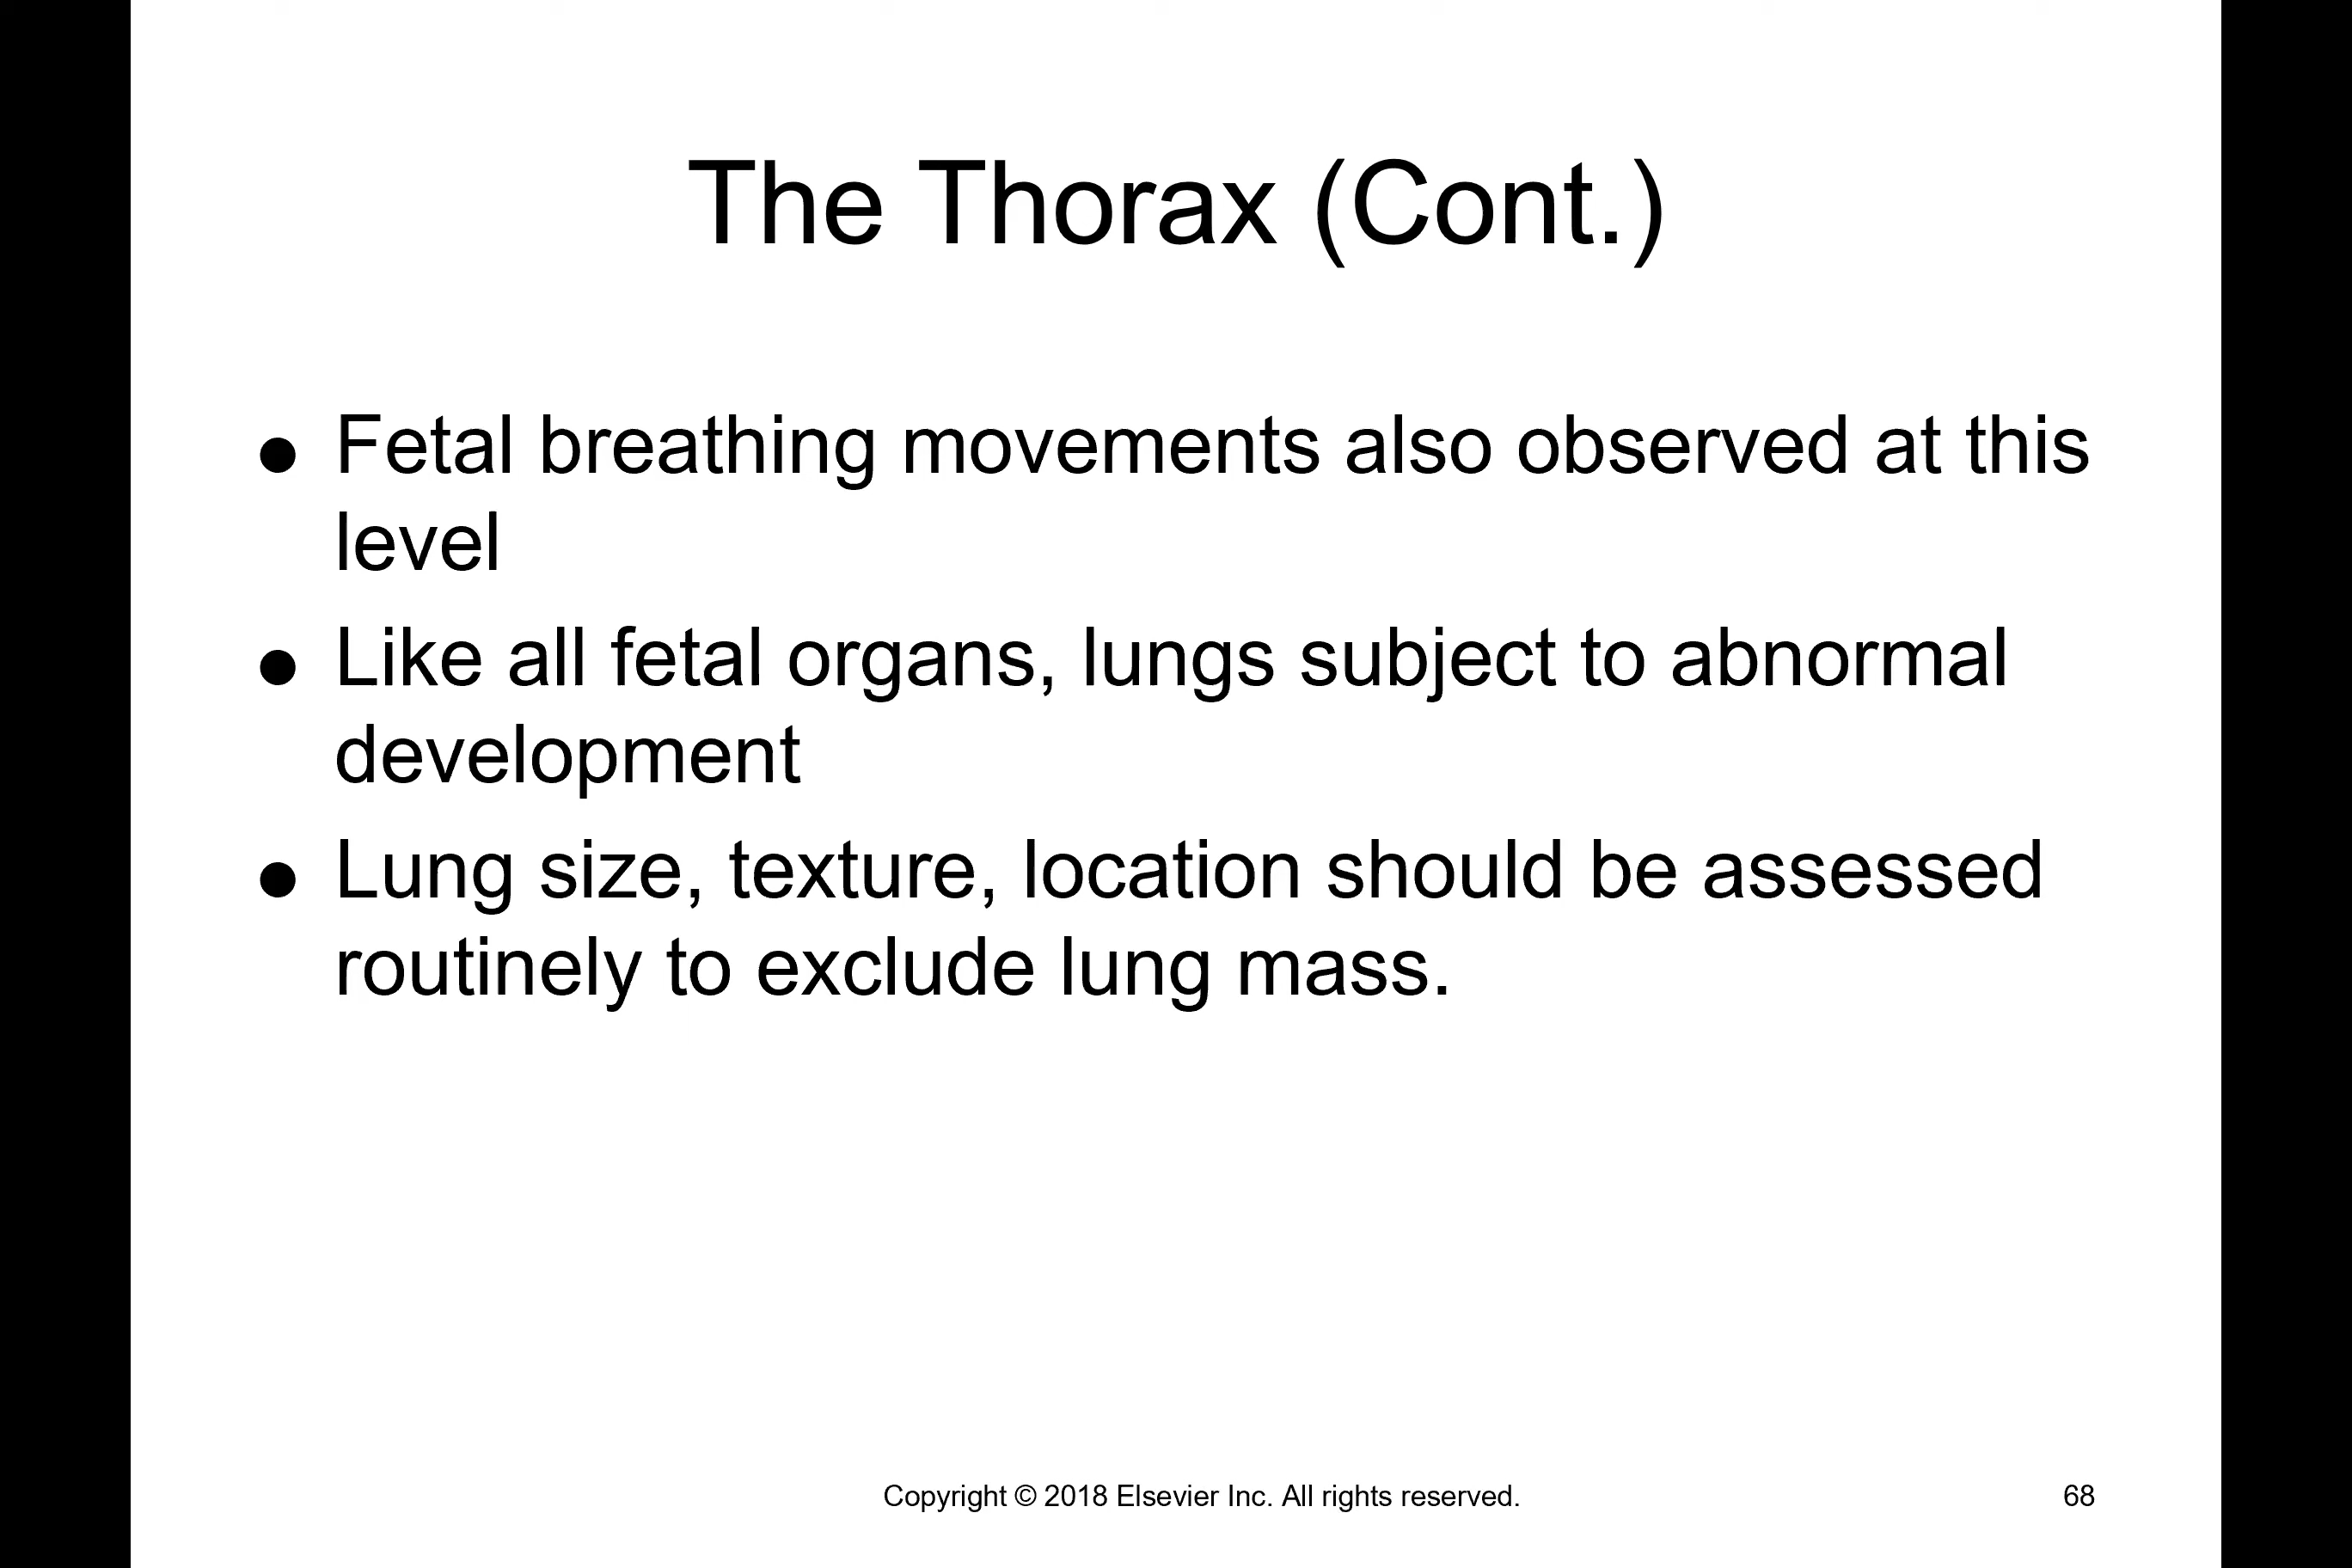 The Thorax (Cont.)
● Fetal breathing movements also observed at this
level
● Like all fetal organs, lungs subject to abnormal
development
● Lung size, texture, location should be assessed
routinely to exclude lung mass.
Copyright © 2018 Elsevier Inc. All rights reserved.
68